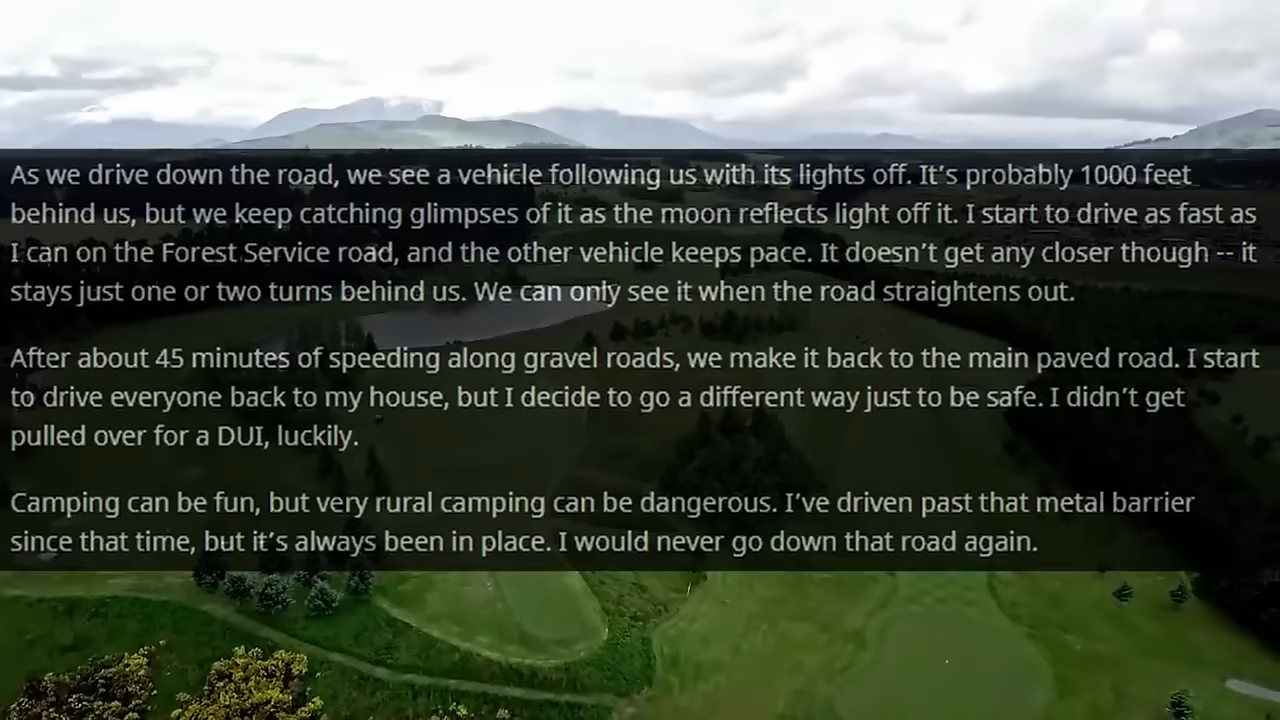 As we drive down the road, we see a vehicle following us with its lights off. It's probably 1000 feet
behind us, but we keep catching glimpses of it as the moon reflects light off it. I start to drive as fast as
I can on the Forest Service road, and the other vehicle keeps pace. It doesn't get any closer though -- it
stays just one or two turns behind us. We can only see it when the road straightens out.
After about 45 minutes of speeding along gravel roads, we make it back to the main paved road. I start
to drive everyone back to my house, but I decide to go a different way just to be safe. I didn't get
pulled over for a DUI, luckily.
Camping can be fun, but very rural camping can be dangerous. I've driven past that metal barrier
since that time, but it's always been in place. I would never go down that road again.